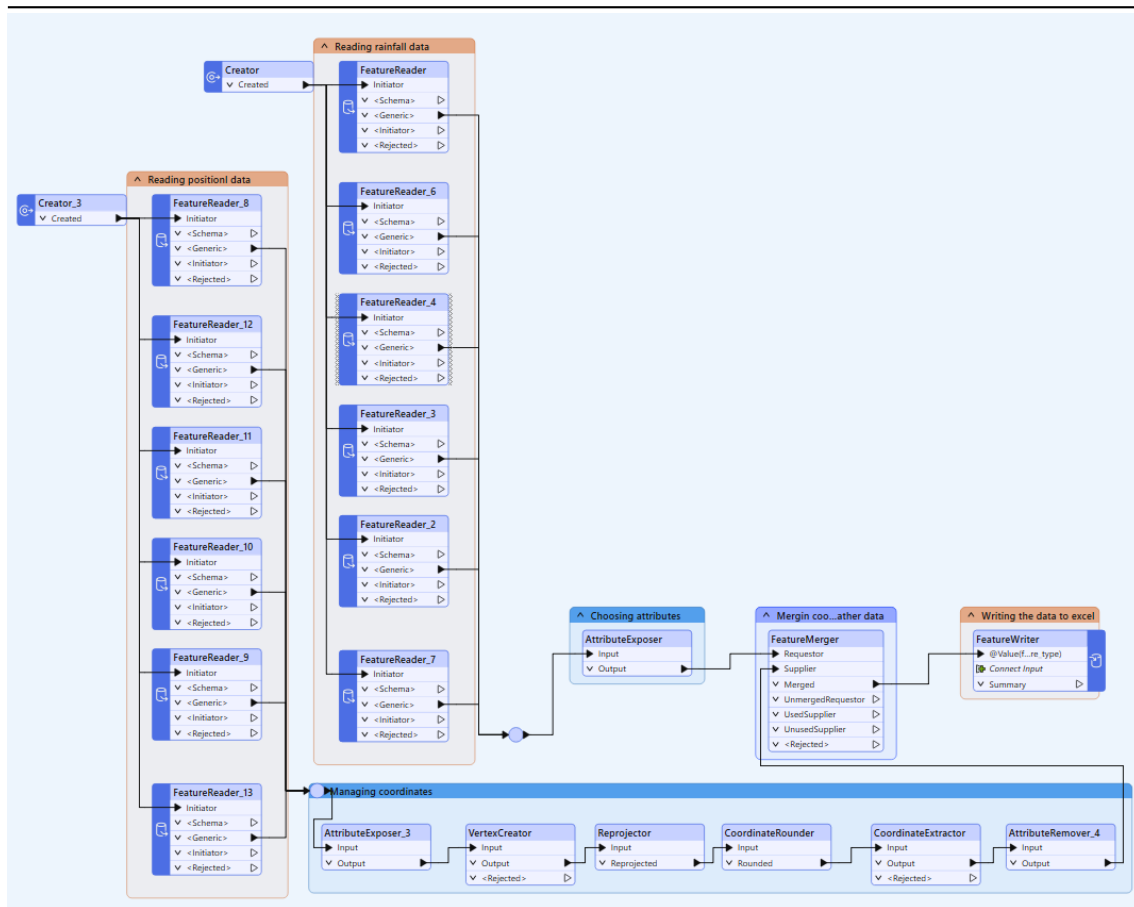 Reading rainfall data
Creator
Created
FeatureReader
Initiator
<Schema>
<Generic>
<Initiator>
<Rejected>
FeatureReader_6
Initiator
<Schema>
<Generic>
<Initiator>
<Rejected>
FeatureReader_4
Initiator
<Schema>
<Generic>
<Initiator>
<Rejected>
FeatureReader_3
Initiator
<Schema>
<Generic>
<Initiator>
<Rejected>
FeatureReader_2
Initiator
<Schema>
<Generic>
<Initiator>
<Rejected>
FeatureReader_7
Initiator
<Schema>
<Generic>
<Initiator>
<Rejected>
Reading positionl data
Creator_3
Created
FeatureReader_8
Initiator
<Schema>
<Generic>
<Initiator>
<Rejected>
FeatureReader_12
Initiator
<Schema>
<Generic>
<Initiator>
<Rejected>
FeatureReader_11
Initiator
<Schema>
<Generic>
<Initiator>
<Rejected>
FeatureReader_10
Initiator
<Schema>
<Generic>
<Initiator>
<Rejected>
FeatureReader_9
Initiator
<Schema>
<Generic>
<Initiator>
<Rejected>
FeatureReader_13
Initiator
<Schema>
<Generic>
<Initiator>
<Rejected>
Choosing attributes
AttributeExposer
Input
Output
Mergin coo...ather data
FeatureMerger
Requestor
Supplier
Merged
UnmergedRequestor
UsedSupplier
UnusedSupplier
<Rejected>
Writing the data to excel
FeatureWriter
@Value(f...re_type)
Connect Input
Summary
Managing coordinates
AttributeExposer_3
Input
Output
VertexCreator
Input
Output
<Rejected>
Reprojector
Input
Reprojected
CoordinateRounder
Input
Rounded
CoordinateExtractor
Input
Output
<Rejected>
AttributeRemover_4
Input
Output